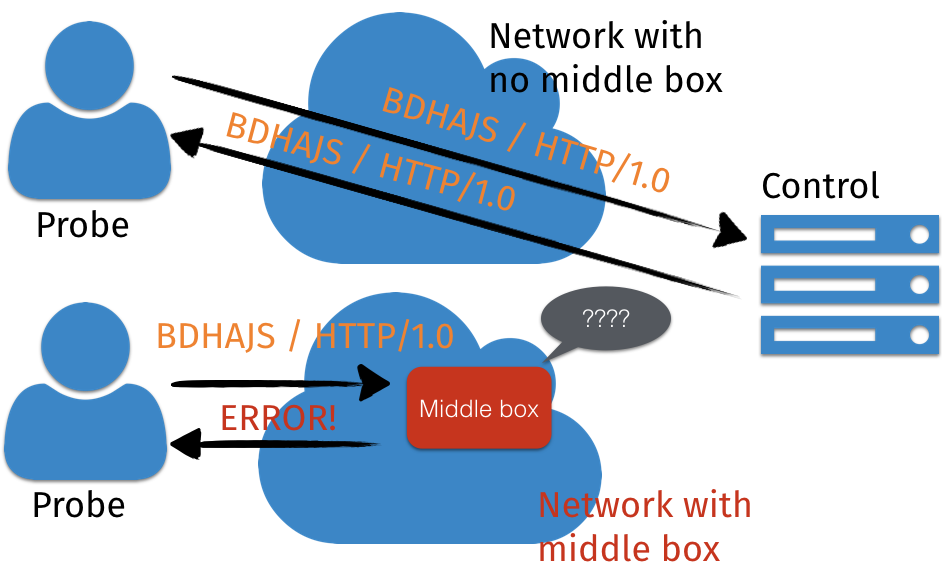 Network with
no middle box
BDHAJS / HTTP/1.0
BDHAJS / HTTP/1.0
Control
Probe
????
BDHAJS / HTTP/1.0
Middle box
ERROR!
Probe
Network with
middle box